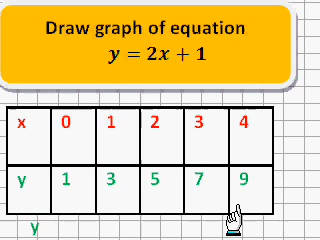 Draw graph of equation
y = 2x + 1
x 0 1 2 3 4
y 1 3 5 7 9
y